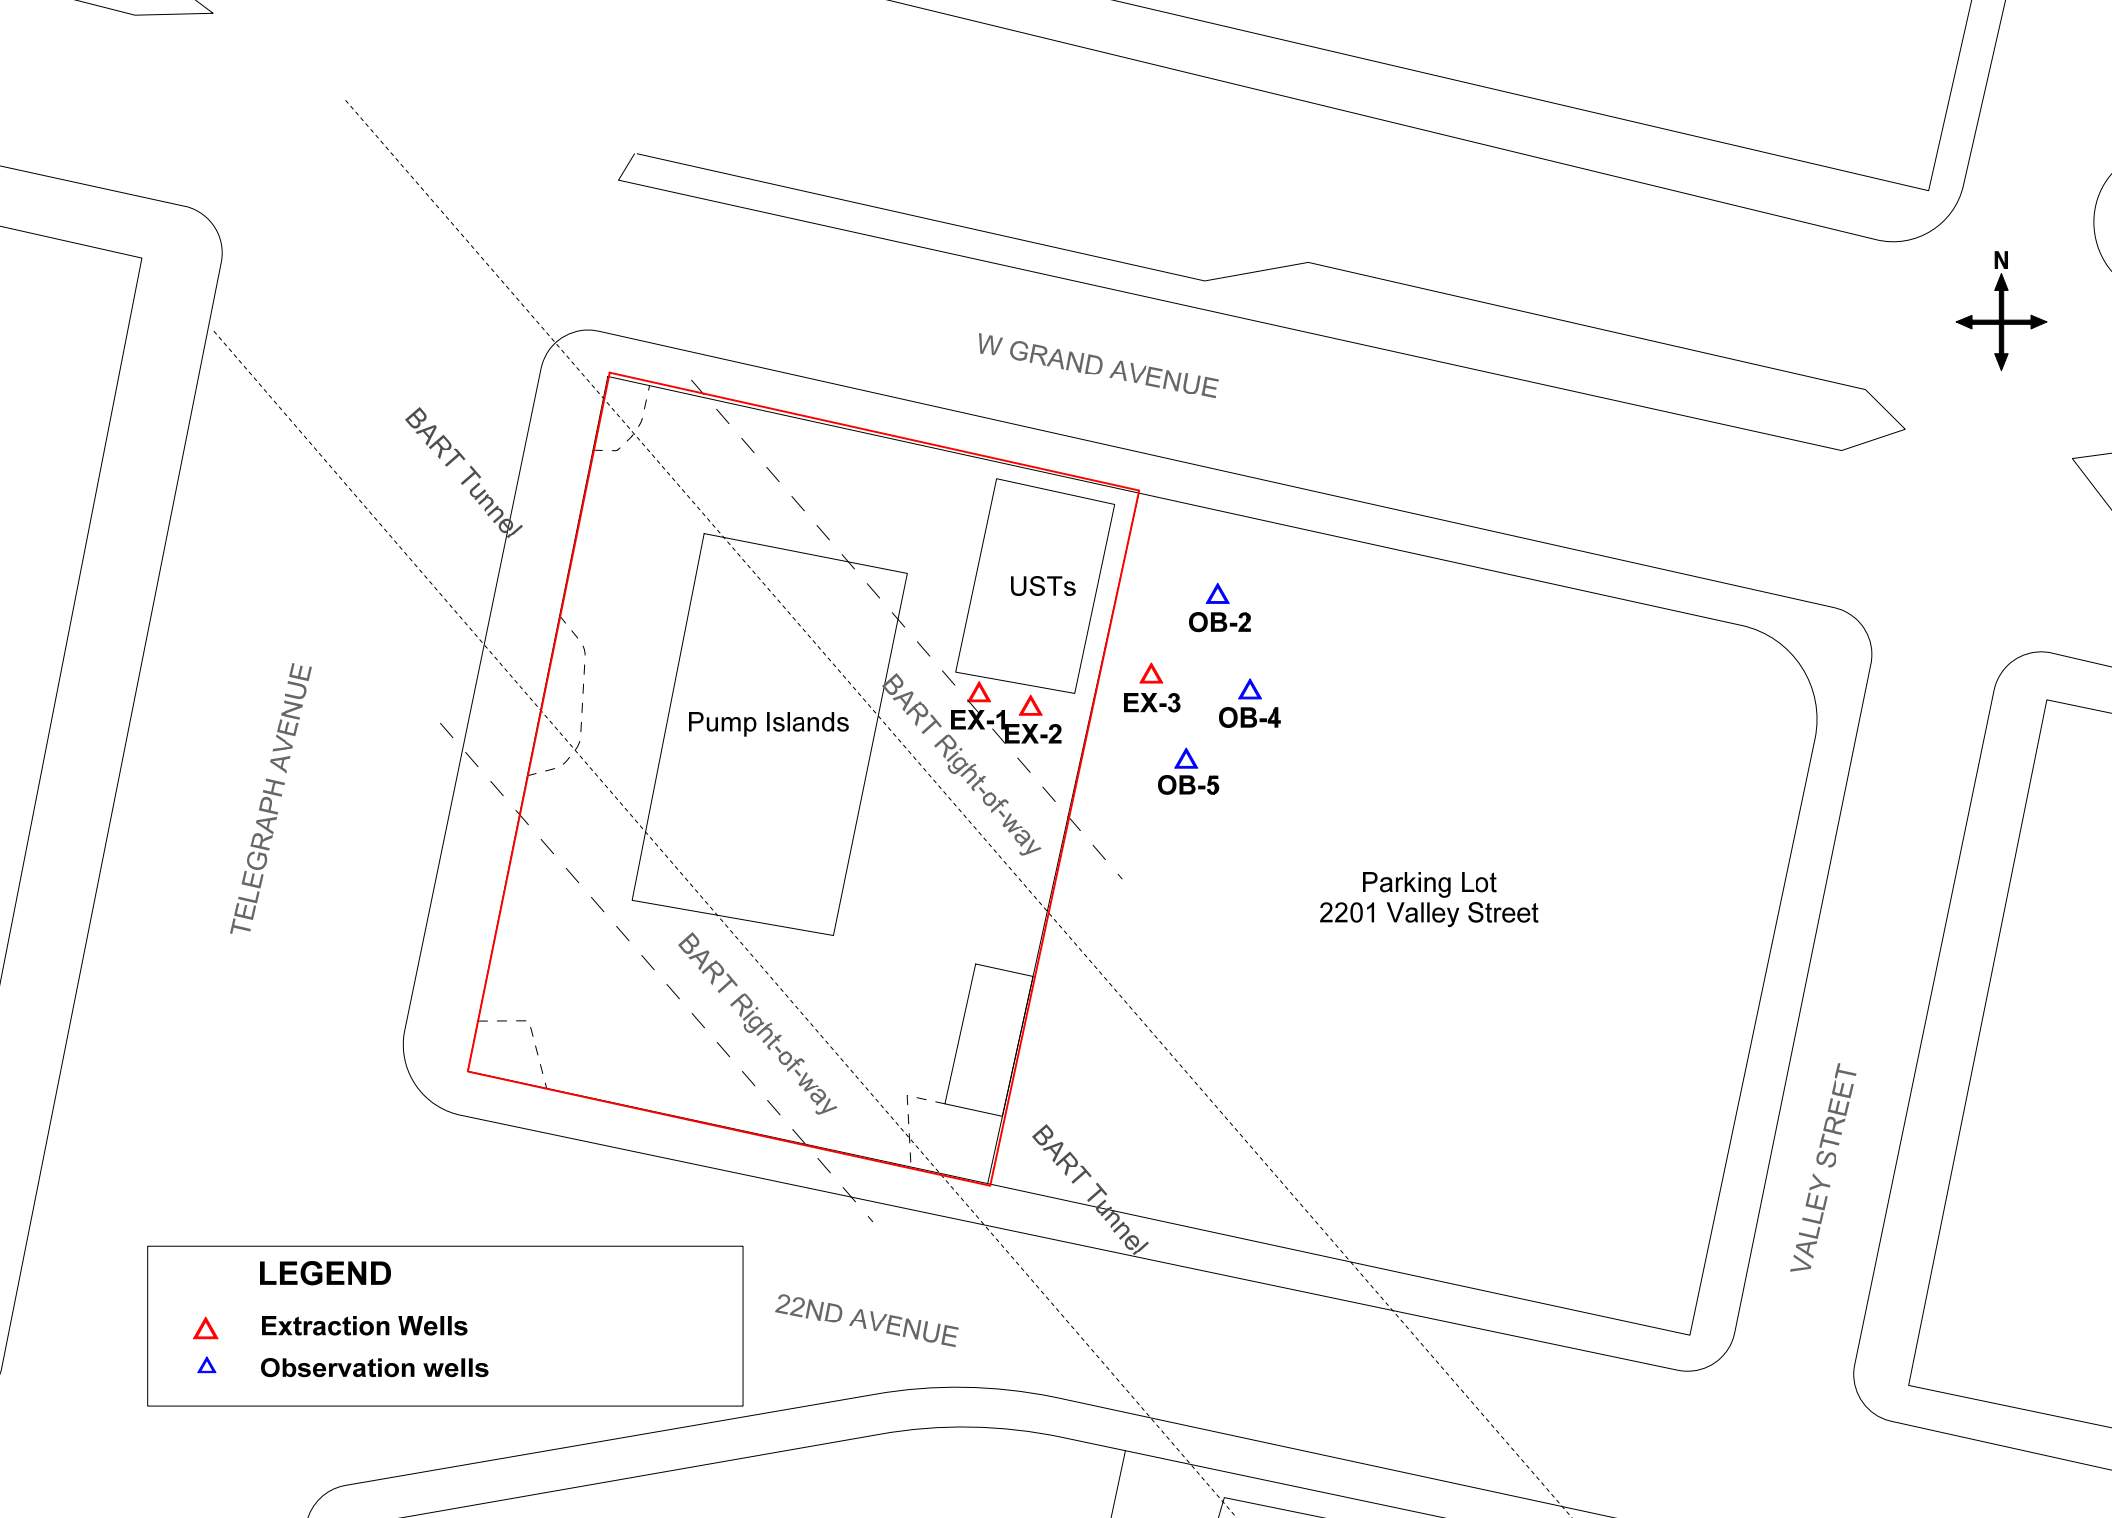 N
W GRAND AVENUE
BART Tunnel
USTs
OB-2
TELEGRAPH AVENUE
Pump Islands
EX-1
EX-2
EX-3
OB-4
BART Right-of-way
OB-5
Parking Lot
2201 Valley Street
BART Right-of-way
BART Tunnel
VALLEY STREET
22ND AVENUE
LEGEND
Extraction Wells
Observation wells